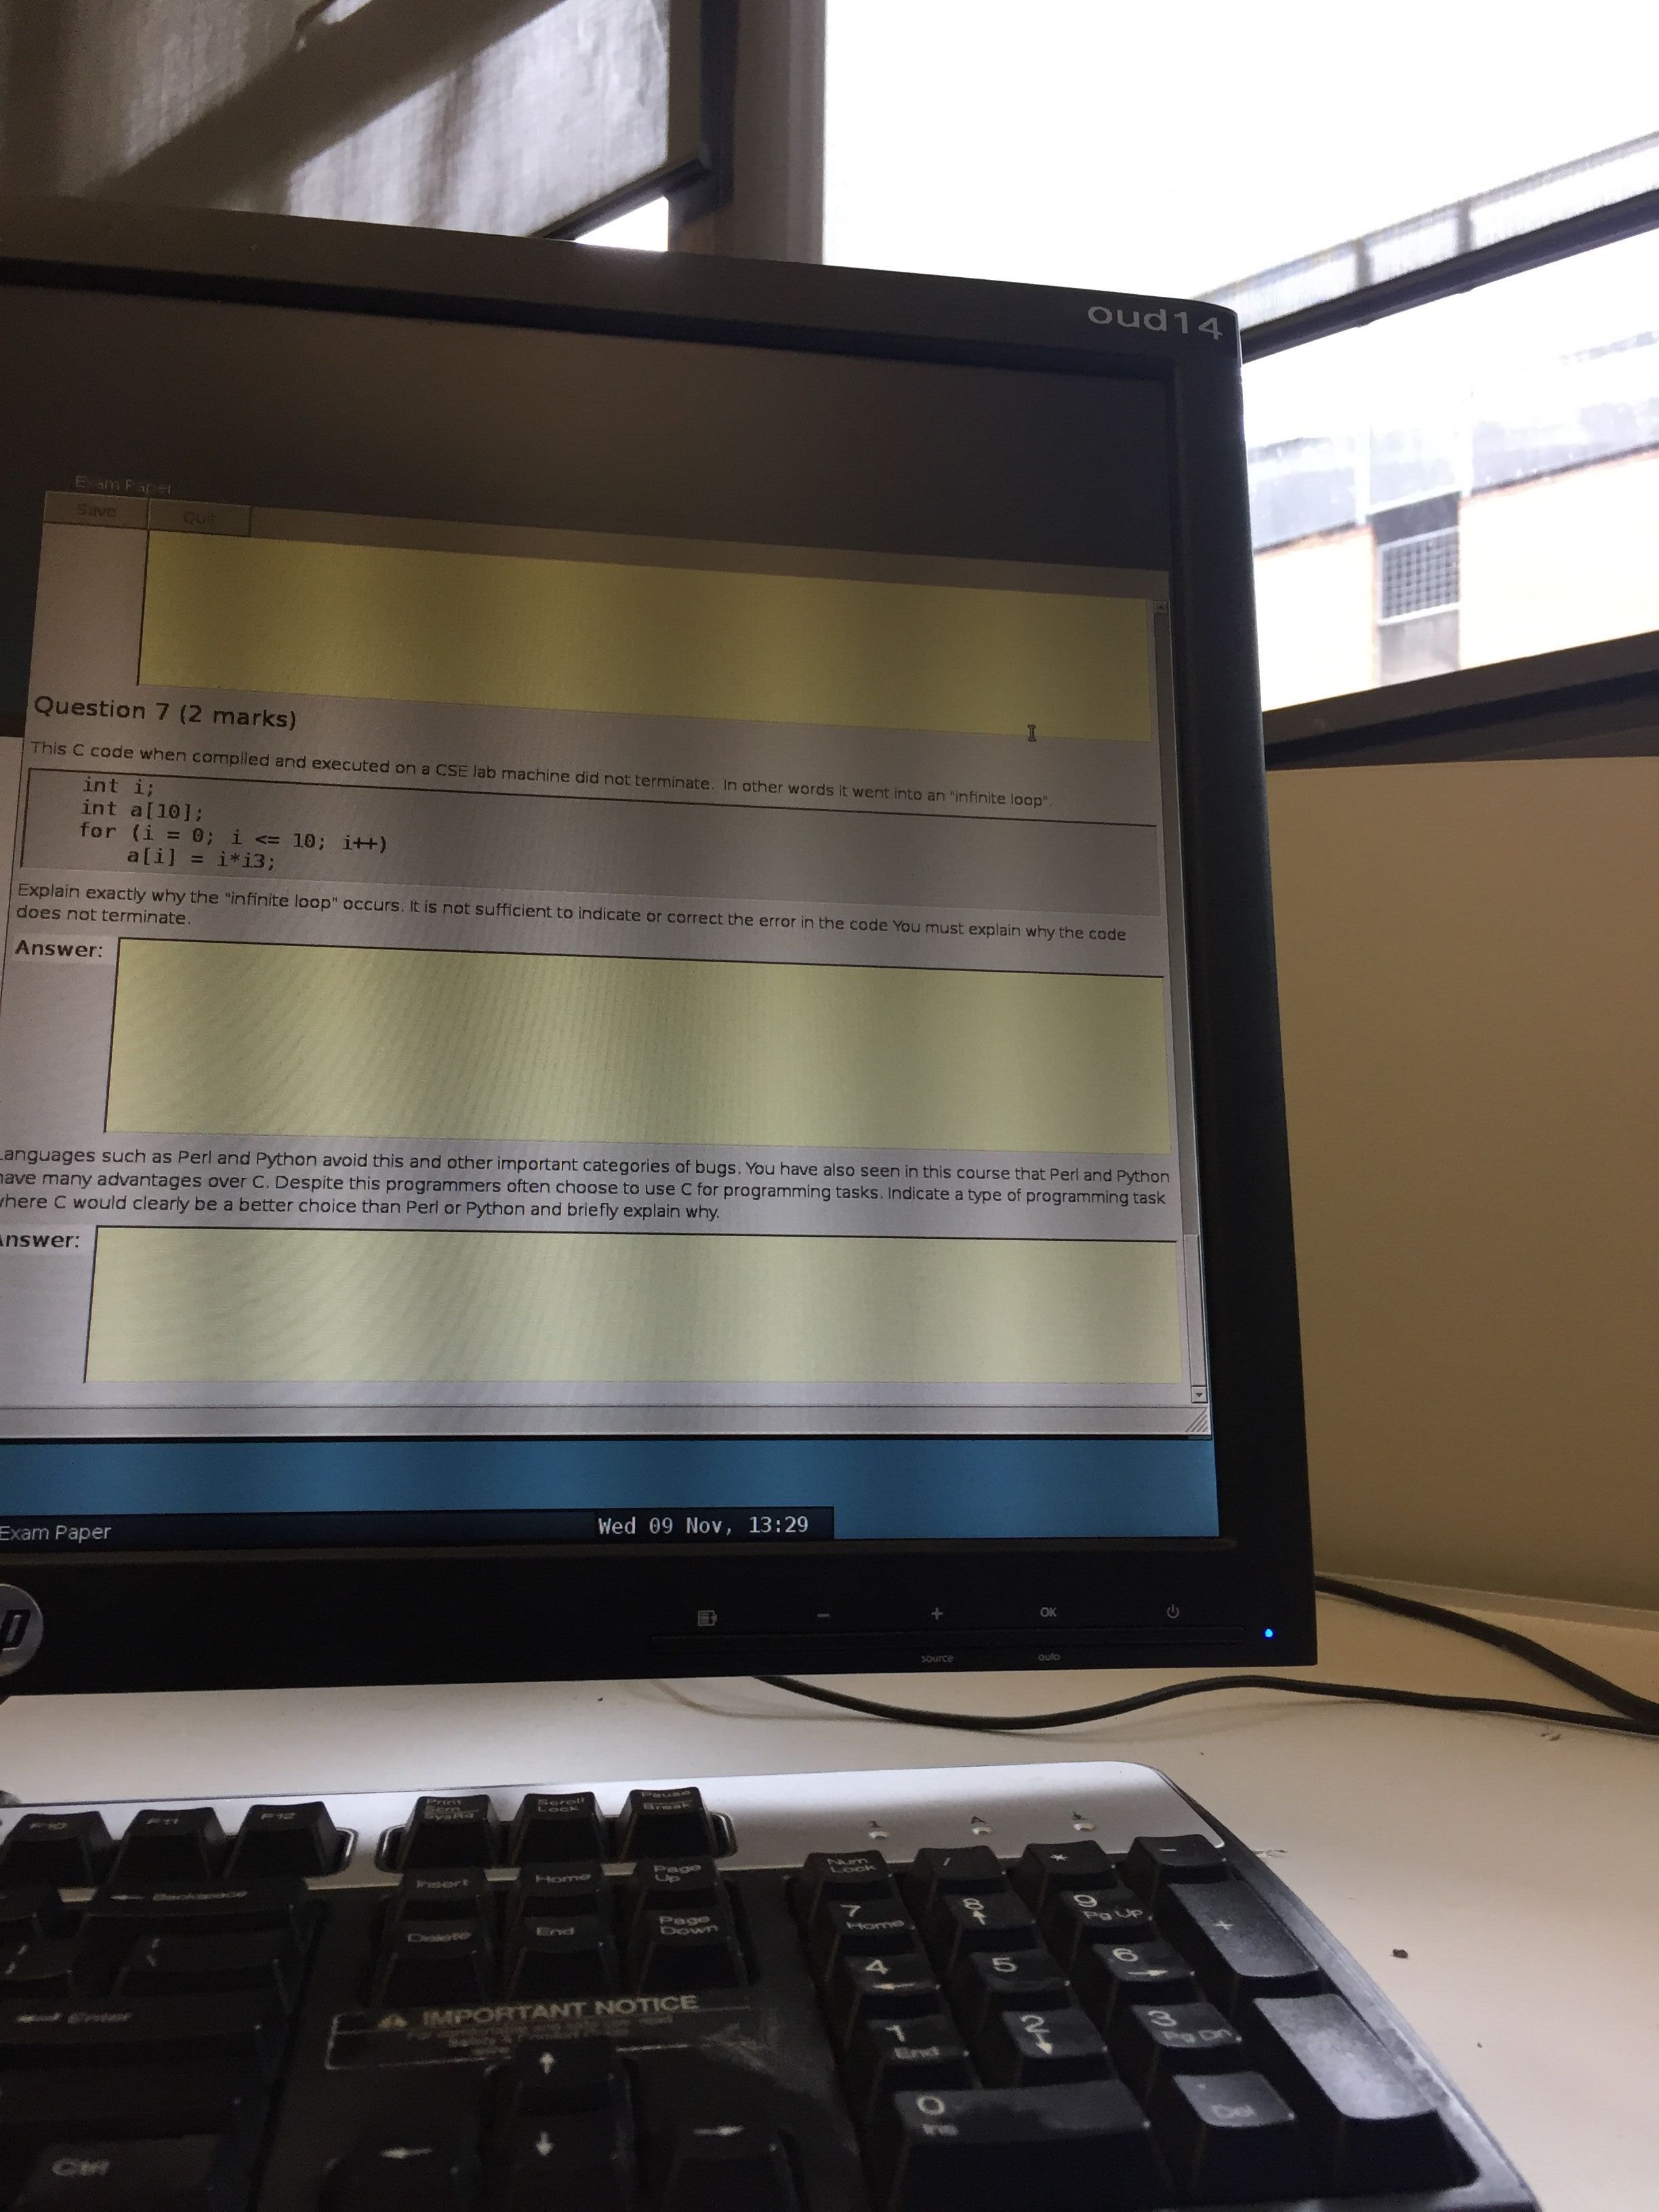 oud14
Exam Paper
Save Quit
Question 7 (2 marks)
This C code when compiled and executed on a CSE lab machine did not terminate. In other words it went into an "infinite loop".
int i;
int a[10];
for (i = 0; i <= 10; i++)
a[i] = i*i3;
Explain exactly why the "infinite loop" occurs. It is not sufficient to indicate or correct the error in the code You must explain why the code
does not terminate.
Answer:
Languages such as Perl and Python avoid this and other important categories of bugs. You have also seen in this course that Perl and Python
have many advantages over C. Despite this programmers often choose to use C for programming tasks. Indicate a type of programming task
where C would clearly be a better choice than Perl or Python and briefly explain why.
Answer:
Exam Paper
Wed 09 Nov, 13:29
hp
- + OK
source auto
F10 F11 F12 Print Scrn SysRq Scroll Lock Pause Break
1 A
Backspace Insert Home Page Up Num Lock / * -
Delete End Page Down 7 Home 8 9 Pg Up +
Enter 4 5 6
IMPORTANT NOTICE
1 End 2 3 Pg Dn
0 Ins Del
Ctrl